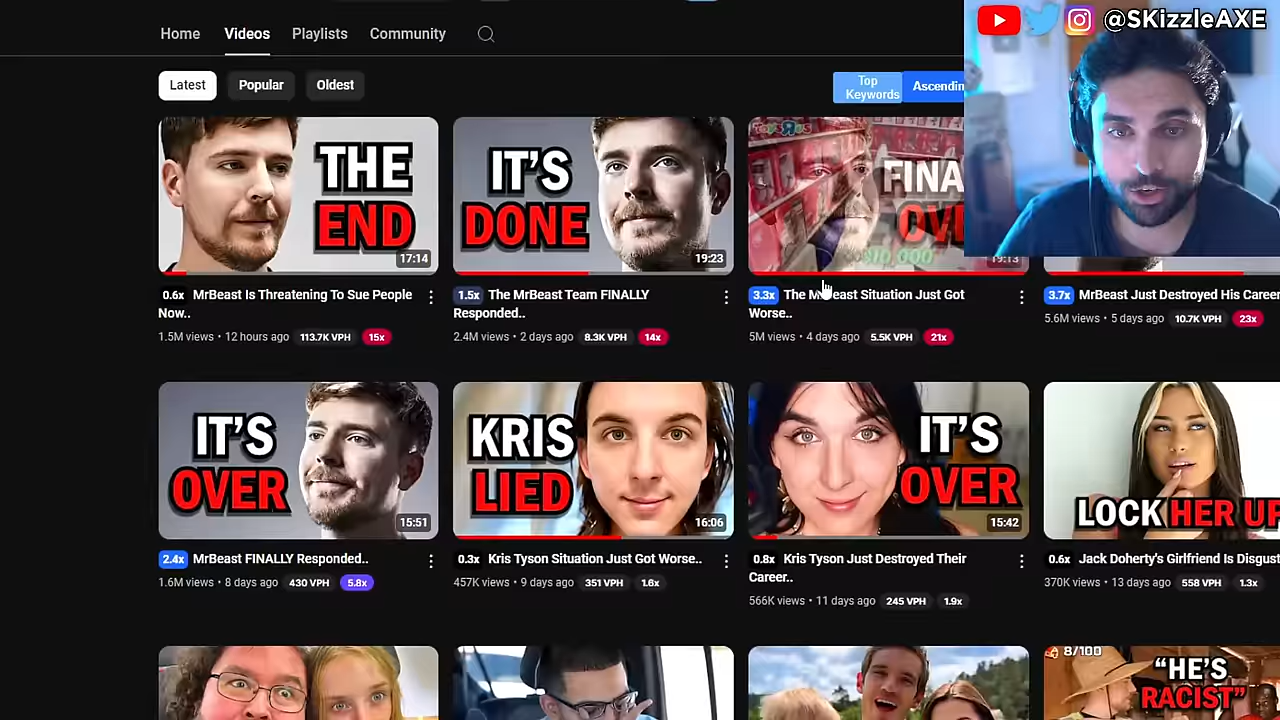 @SKizzleAXE
Home Videos Playlists Community
Latest Popular Oldest
Top
Keywords
THE
END
17:14
IT'S
DONE
19:23
ToysRus
$10,000
19:13
0.6x MrBeast Is Threatening To Sue People
Now..
1.5M views • 12 hours ago 113.7K VPH 15x
1.5x The MrBeast Team FINALLY
Responded..
2.4M views • 2 days ago 8.3K VPH 14x
3.3x The MrBeast Situation Just Got
Worse..
5M views • 4 days ago 5.5K VPH 21x
3.7x MrBeast Just Destroyed His Career
5.6M views • 5 days ago 10.7K VPH 23x
IT'S
OVER
15:51
KRIS
LIED
16:06
IT'S
OVER
15:42
LOCK HER UP
2.4x MrBeast FINALLY Responded..
1.6M views • 8 days ago 430 VPH 5.8x
0.3x Kris Tyson Situation Just Got Worse..
457K views • 9 days ago 351 VPH 1.6x
0.8x Kris Tyson Just Destroyed Their
Career..
566K views • 11 days ago 245 VPH 1.9x
0.6x Jack Doherty's Girlfriend Is
370K views • 13 days ago 558 VPH 1.3x
8/100
"HE'S
RACIST"